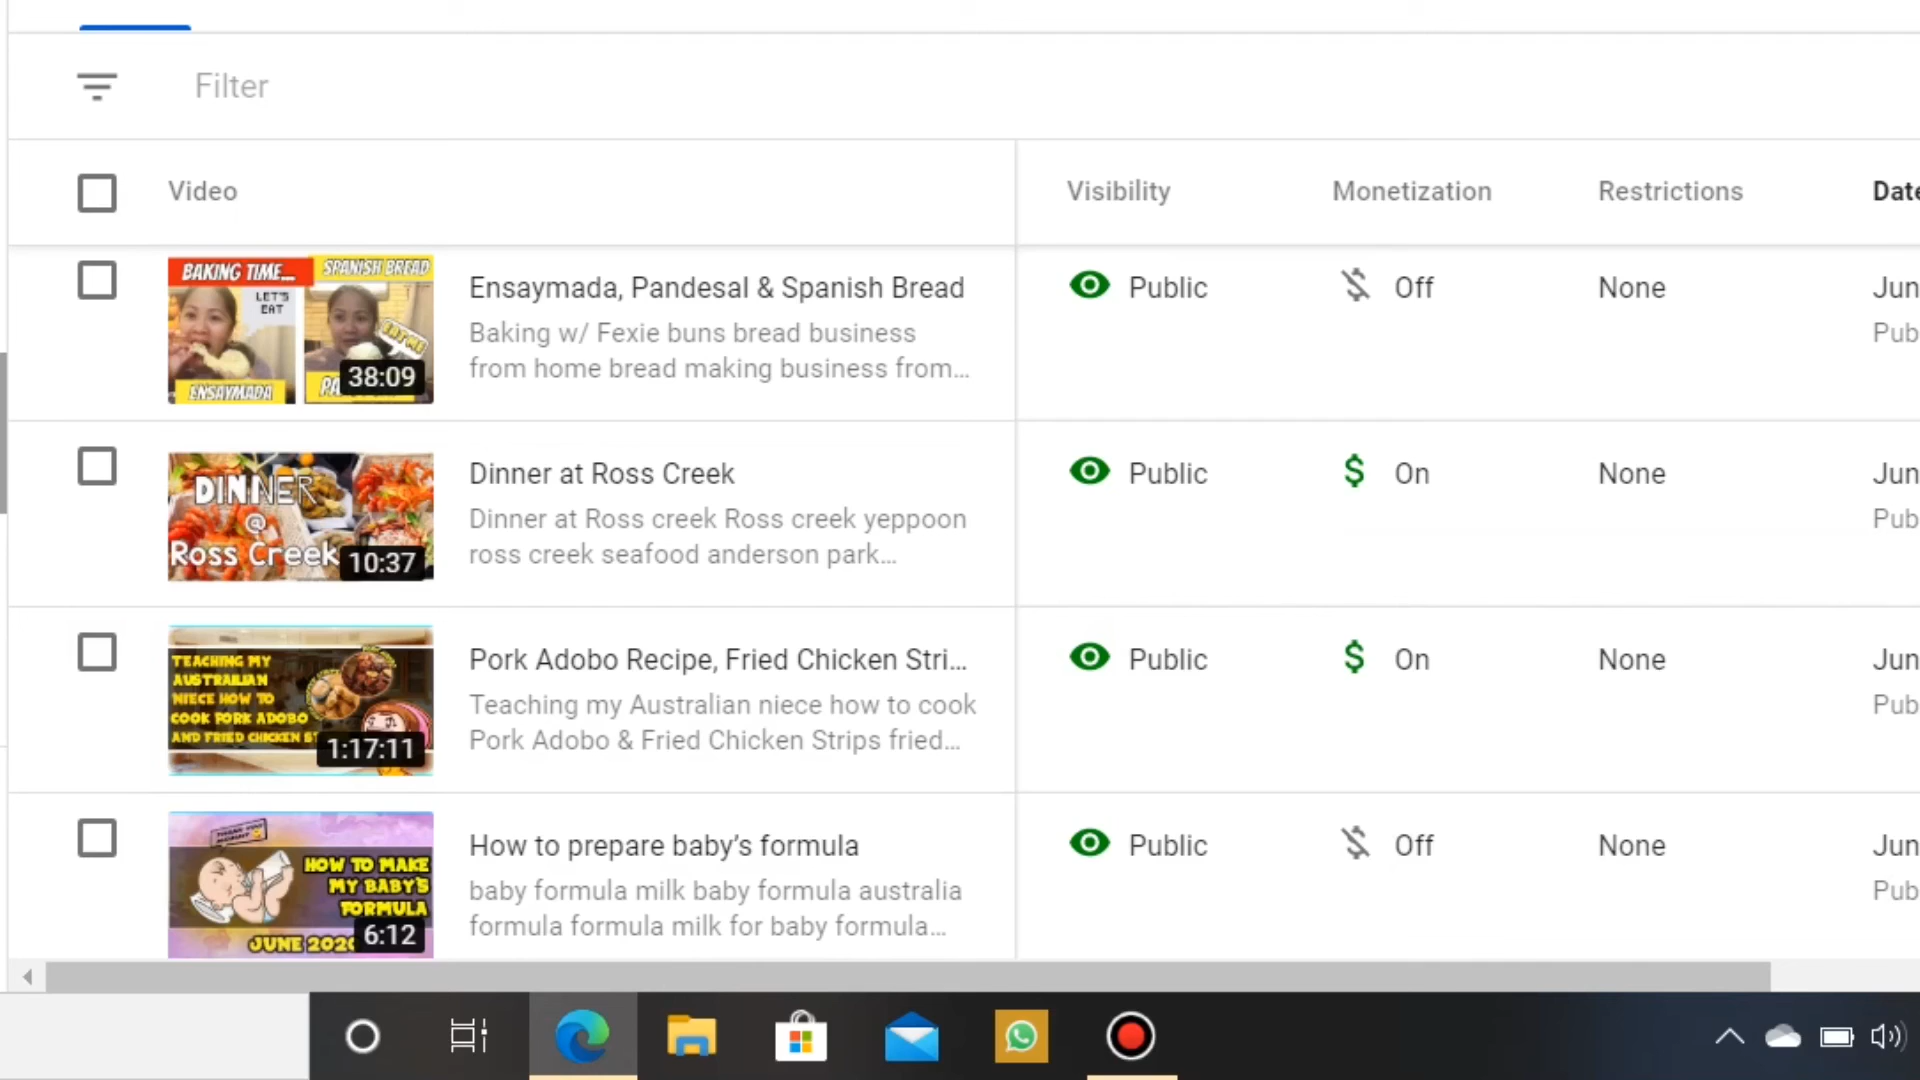 Filter
Video
Visibility
Monetization
Restrictions
Date
BAKING TIME...
SPANISH BREAD
LET'S
EAT
EAT ME
ENSAYMADA
38:09
Ensaymada, Pandesal & Spanish Bread
Baking w/ Fexie buns bread business
from home bread making business from...
Public
Off
None
Jun
Pub
DINNER
@
Ross Creek
10:37
Dinner at Ross Creek
Dinner at Ross creek Ross creek yeppoon
ross creek seafood anderson park...
Public
On
None
Jun
Pub
TEACHING MY
AUSTRAILIAN
NIECE HOW TO
COOK PORK ADOBO
AND FRIED CHICKEN ST
1:17:11
Pork Adobo Recipe, Fried Chicken Stri...
Teaching my Australian niece how to cook
Pork Adobo & Fried Chicken Strips fried...
Public
On
None
Jun
Pub
HOW TO MAKE
MY BABY'S
FORMULA
JUNE 2020
6:12
How to prepare baby's formula
baby formula milk baby formula australia
formula formula milk for baby formula...
Public
Off
None
Jun
Pub